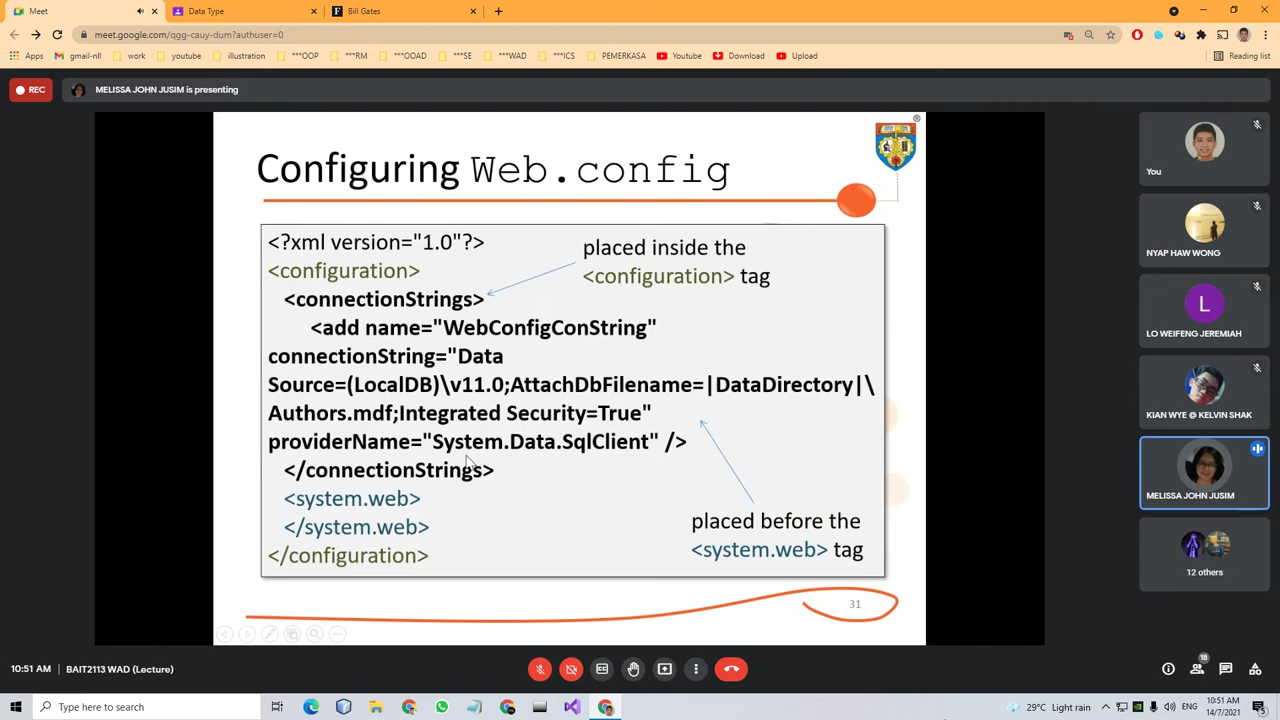 Meet
Data Type
Bill Gates
meet.google.com/qgg-cauy-dum?authuser=0
Apps
gmail-nll
work
youtube
illustration
***OOP
***RM
***OOAD
***SE
***WAD
***ICS
PEMERKASA
Youtube
Download
Upload
Reading list
REC
MELISSA JOHN JUSIM is presenting
Configuring Web.config
<?xml version="1.0"?>
<configuration>
<connectionStrings>
<add name="WebConfigConString"
connectionString="Data
Source=(LocalDB)\v11.0;AttachDbFilename=|DataDirectory|\
Authors.mdf;Integrated Security=True"
providerName="System.Data.SqlClient" />
</connectionStrings>
<system.web>
</system.web>
</configuration>
placed inside the
<configuration> tag
placed before the
<system.web> tag
31
You
NYAP HAW WONG
L
LO WEIFENG JEREMIAH
KIAN WYE @ KELVIN SHAK
MELISSA JOHN JUSIM
12 others
10:51 AM
BAIT2113 WAD (Lecture)
18
Type here to search
29°C Light rain
10:51 AM
14/7/2021
5